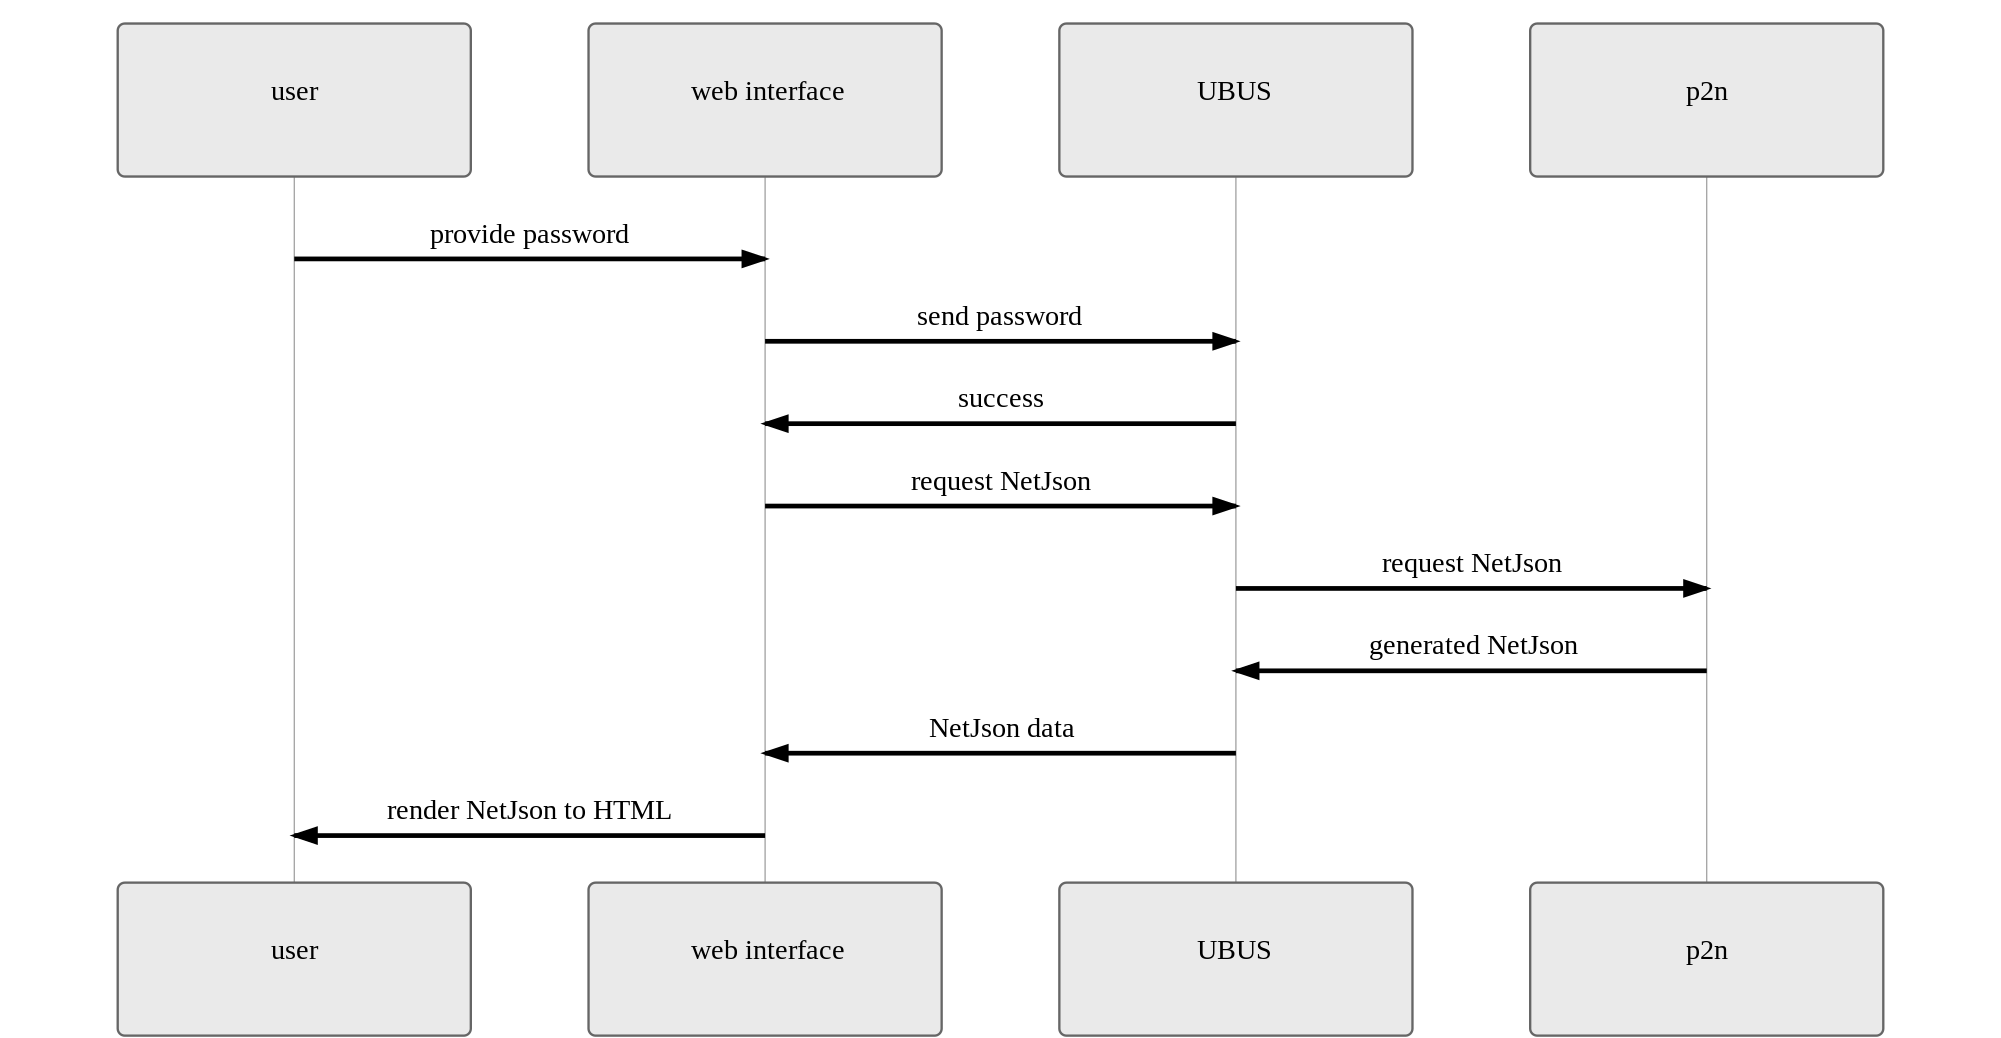 user
web interface
UBUS
p2n
provide password
send password
success
request NetJson
request NetJson
generated NetJson
NetJson data
render NetJson to HTML
user
web interface
UBUS
p2n